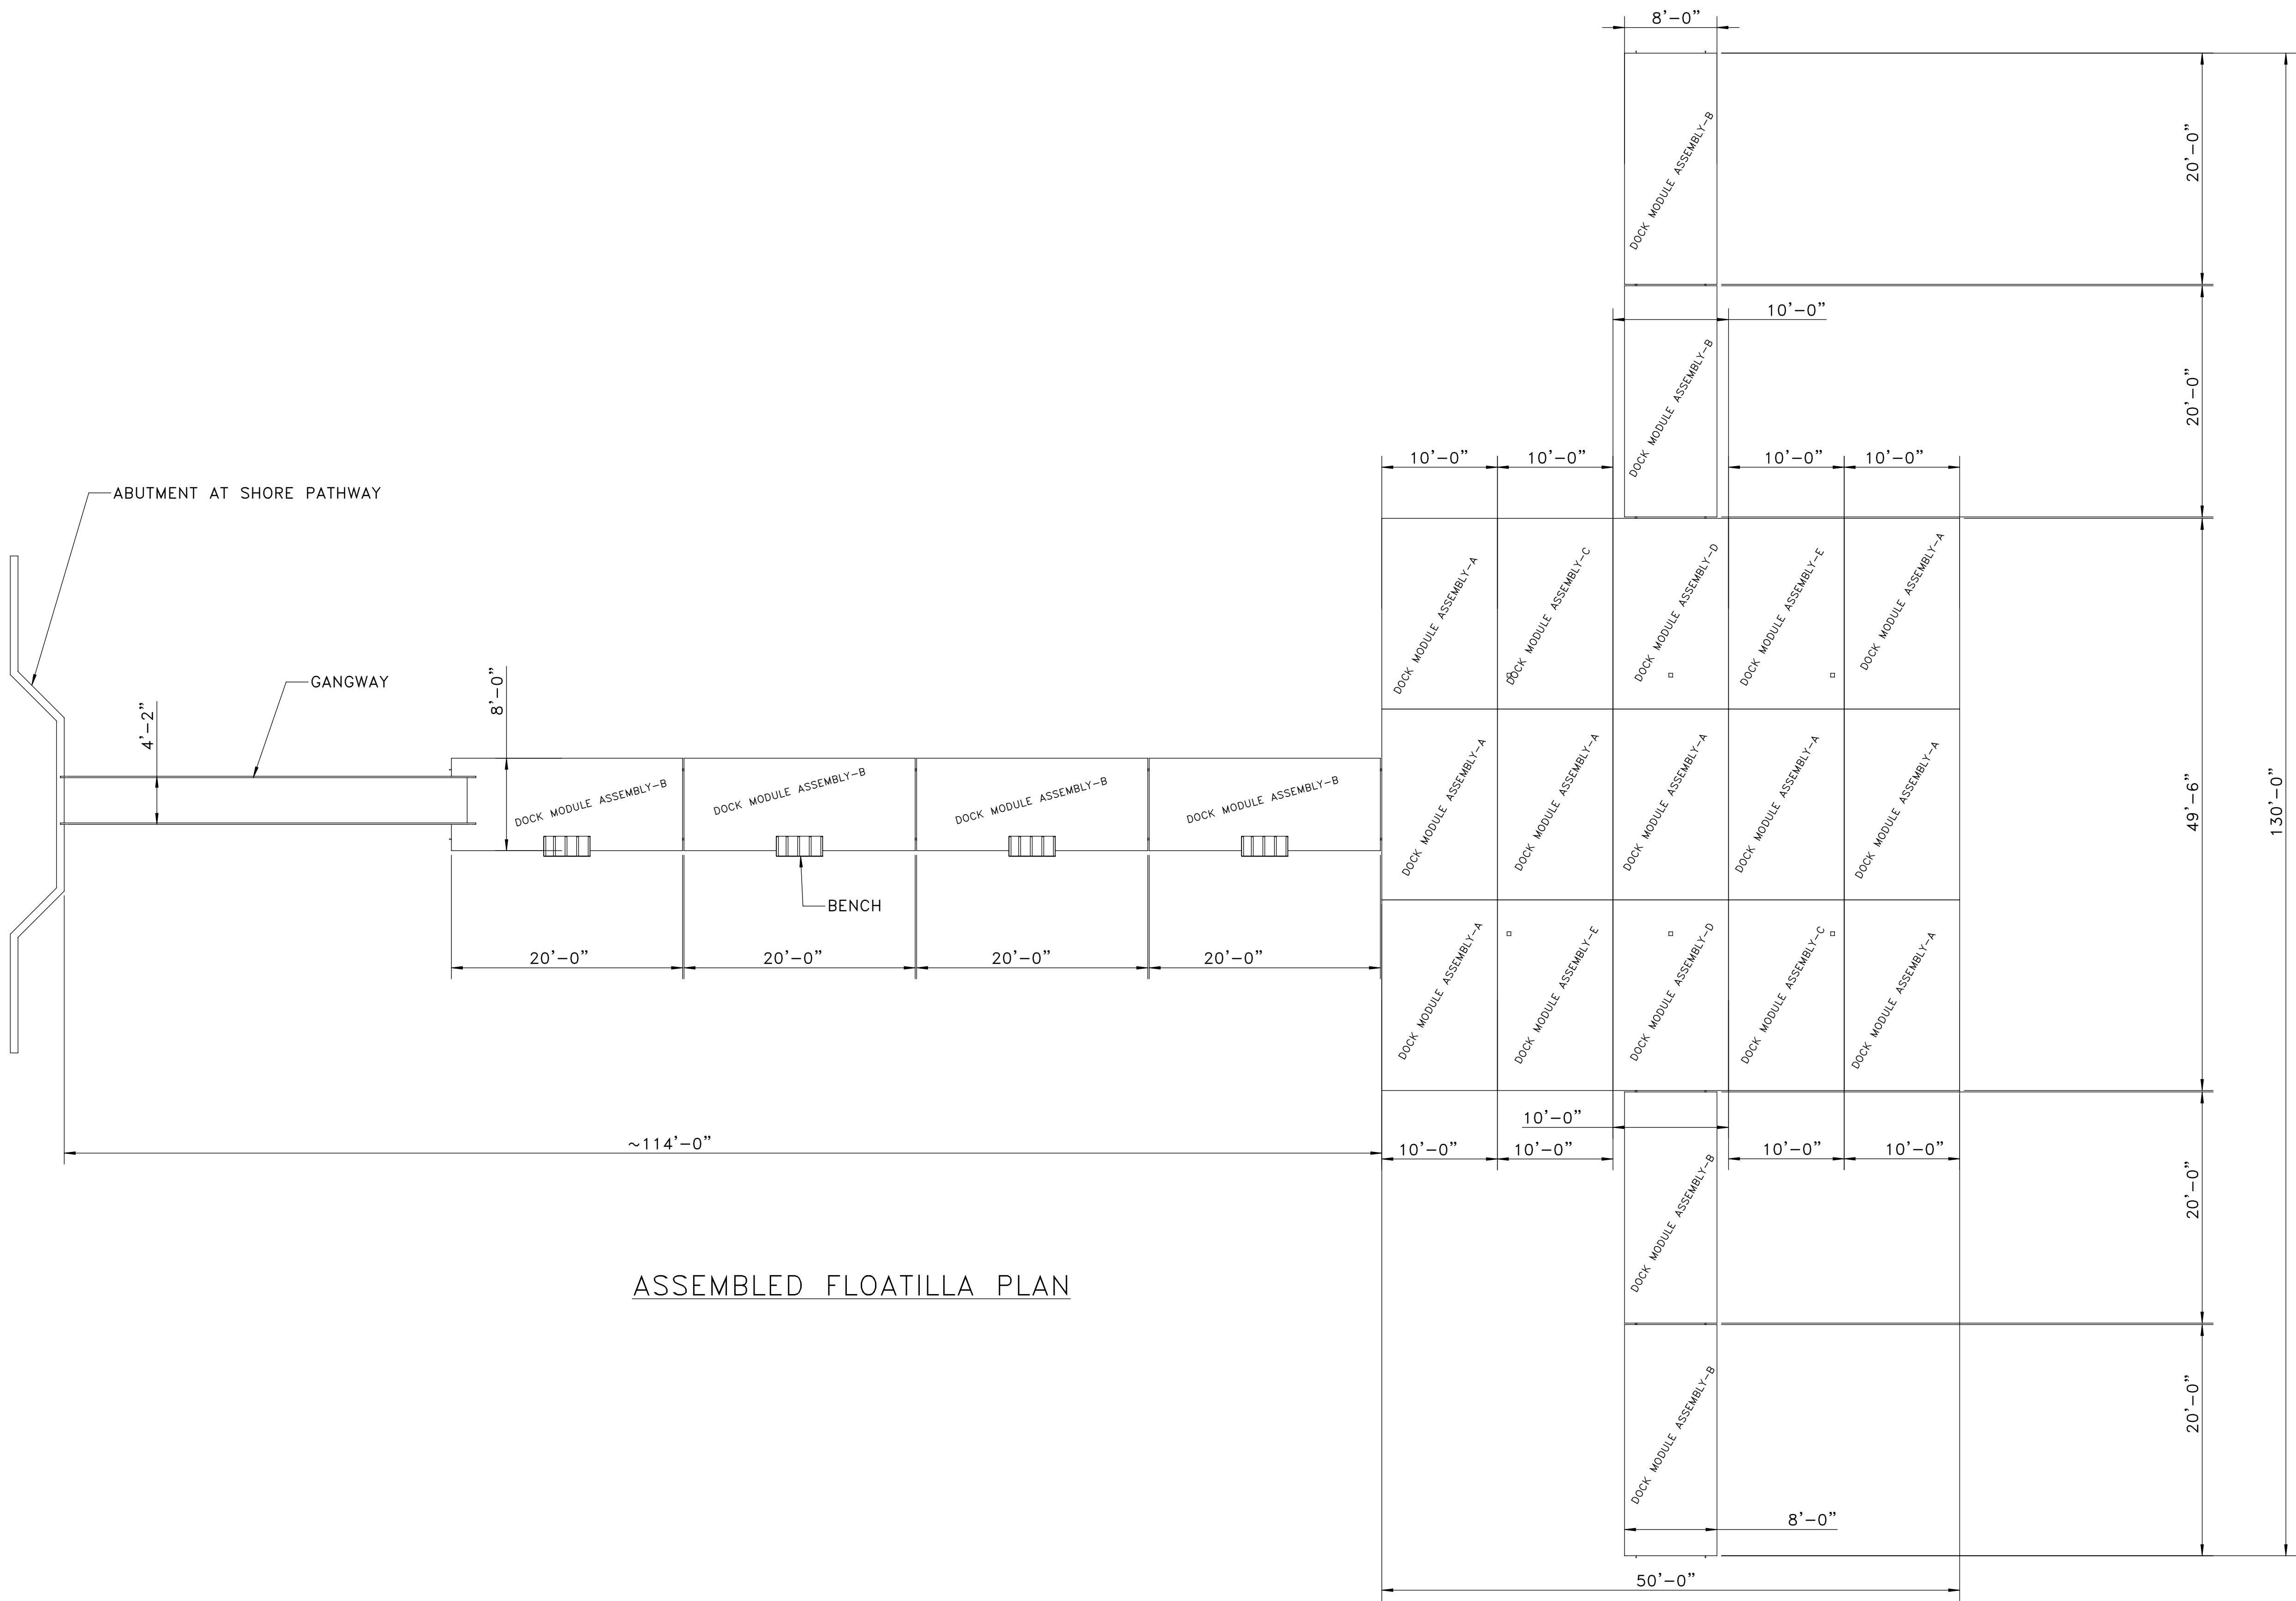 8'-0"
20'-0"
DOCK MODULE ASSEMBLY-B
10'-0"
20'-0"
DOCK MODULE ASSEMBLY-B
10'-0"
10'-0"
10'-0"
10'-0"
ABUTMENT AT SHORE PATHWAY
DOCK MODULE ASSEMBLY-A
DOCK MODULE ASSEMBLY-C
DOCK MODULE ASSEMBLY-D
DOCK MODULE ASSEMBLY-E
DOCK MODULE ASSEMBLY-A
GANGWAY
8'-0"
4'-2"
DOCK MODULE ASSEMBLY-B
DOCK MODULE ASSEMBLY-B
DOCK MODULE ASSEMBLY-B
DOCK MODULE ASSEMBLY-B
DOCK MODULE ASSEMBLY-A
DOCK MODULE ASSEMBLY-A
DOCK MODULE ASSEMBLY-A
DOCK MODULE ASSEMBLY-A
DOCK MODULE ASSEMBLY-A
49'-6"
130'-0"
BENCH
20'-0"
20'-0"
20'-0"
20'-0"
DOCK MODULE ASSEMBLY-A
DOCK MODULE ASSEMBLY-E
DOCK MODULE ASSEMBLY-D
DOCK MODULE ASSEMBLY-C
DOCK MODULE ASSEMBLY-A
~114'-0"
10'-0"
10'-0"
10'-0"
10'-0"
10'-0"
20'-0"
DOCK MODULE ASSEMBLY-B
ASSEMBLED FLOATILLA PLAN
20'-0"
DOCK MODULE ASSEMBLY-B
8'-0"
50'-0"